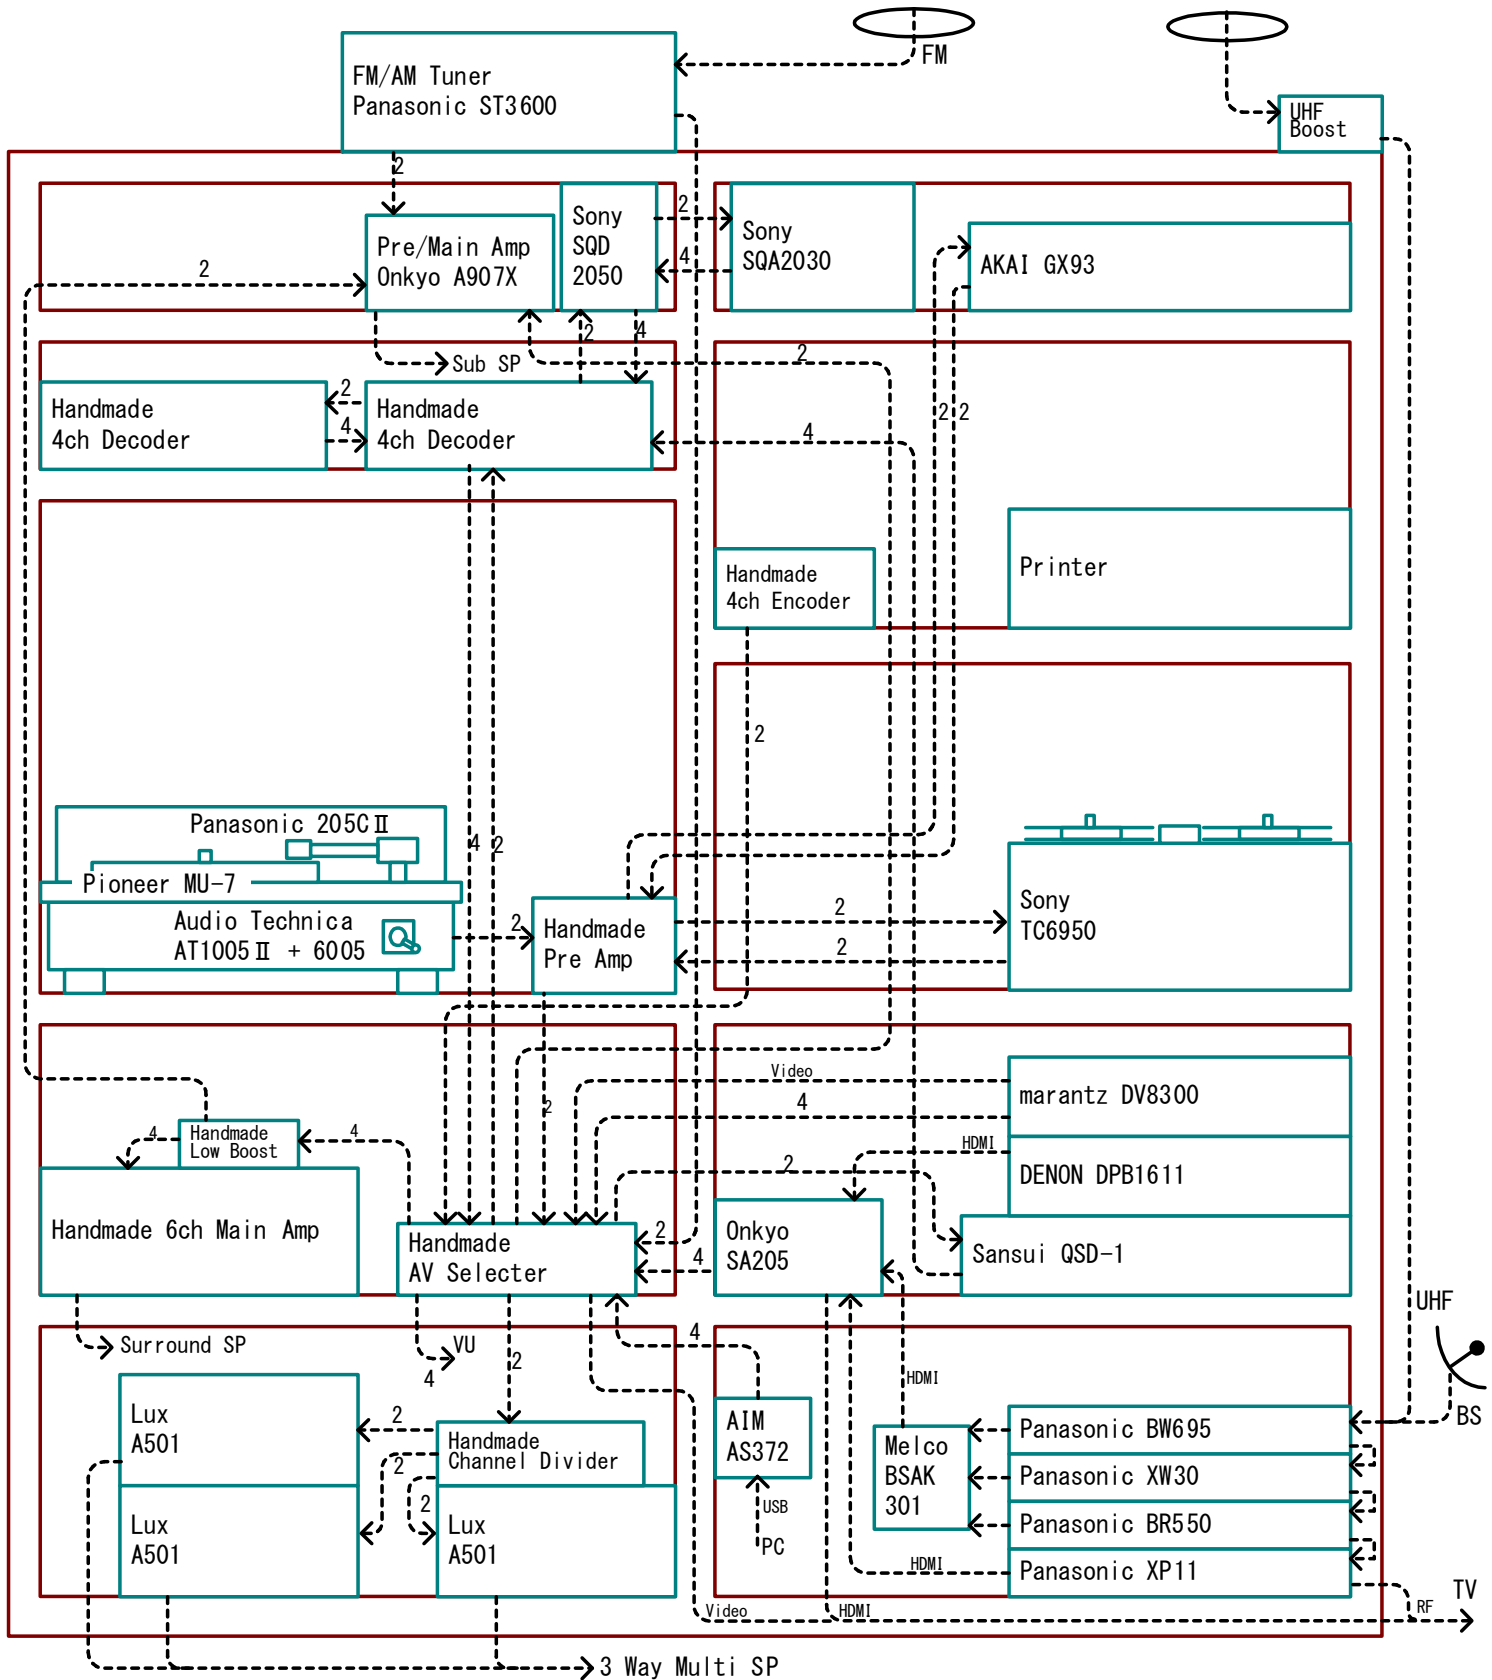 FM
FM/AM Tuner
Panasonic ST3600
UHF
Boost
2
Sony
SQD
2050
2
4
Sony
SQA2030
Pre/Main Amp
Onkyo A907X
AKAI GX93
2
2
4
Sub SP
2
Handmade
4ch Decoder
2
4
Handmade
4ch Decoder
4
2
2
Handmade
4ch Encoder
Printer
2
Panasonic 205CⅡ
Pioneer MU-7
Audio Technica
AT1005Ⅱ + 6005
4
2
2
Handmade
Pre Amp
2
2
Sony
TC6950
Video
4
2
marantz DV8300
HDMI
DENON DPB1611
4
Handmade
Low Boost
4
2
Handmade 6ch Main Amp
Handmade
AV Selecter
2
4
Onkyo
SA205
Sansui QSD-1
UHF
BS
Surround SP
VU
4
2
4
HDMI
Lux
A501
2
2
2
Handmade
Channel Divider
AIM
AS372
USB
PC
Melco
BSAK
301
Panasonic BW695
Panasonic XW30
Panasonic BR550
Panasonic XP11
Lux
A501
Lux
A501
HDMI
Video
HDMI
RF
TV
3 Way Multi SP